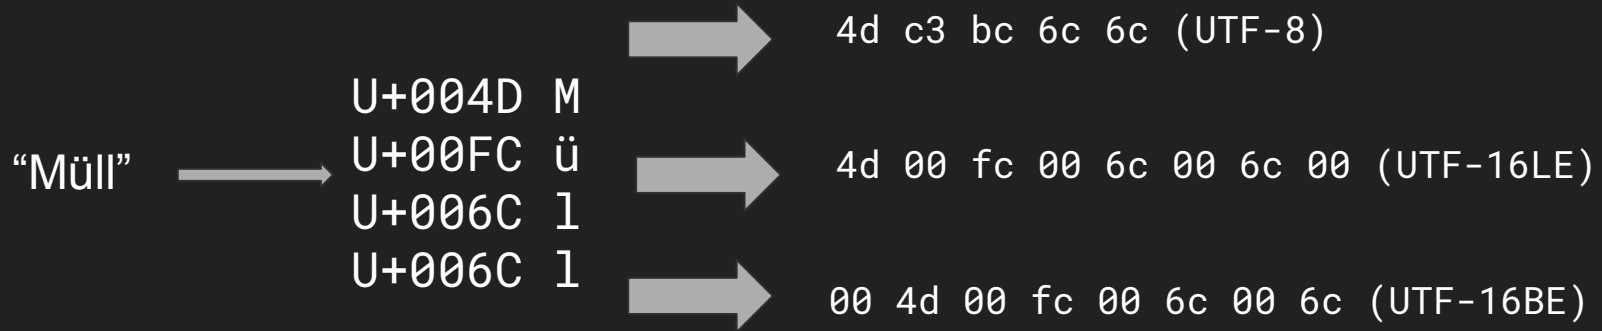 “Müll”
U+004D M
U+00FC ü
U+006C l
U+006C l
4d c3 bc 6c 6c (UTF-8)
4d 00 fc 00 6c 00 6c 00 (UTF-16LE)
00 4d 00 fc 00 6c 00 6c (UTF-16BE)